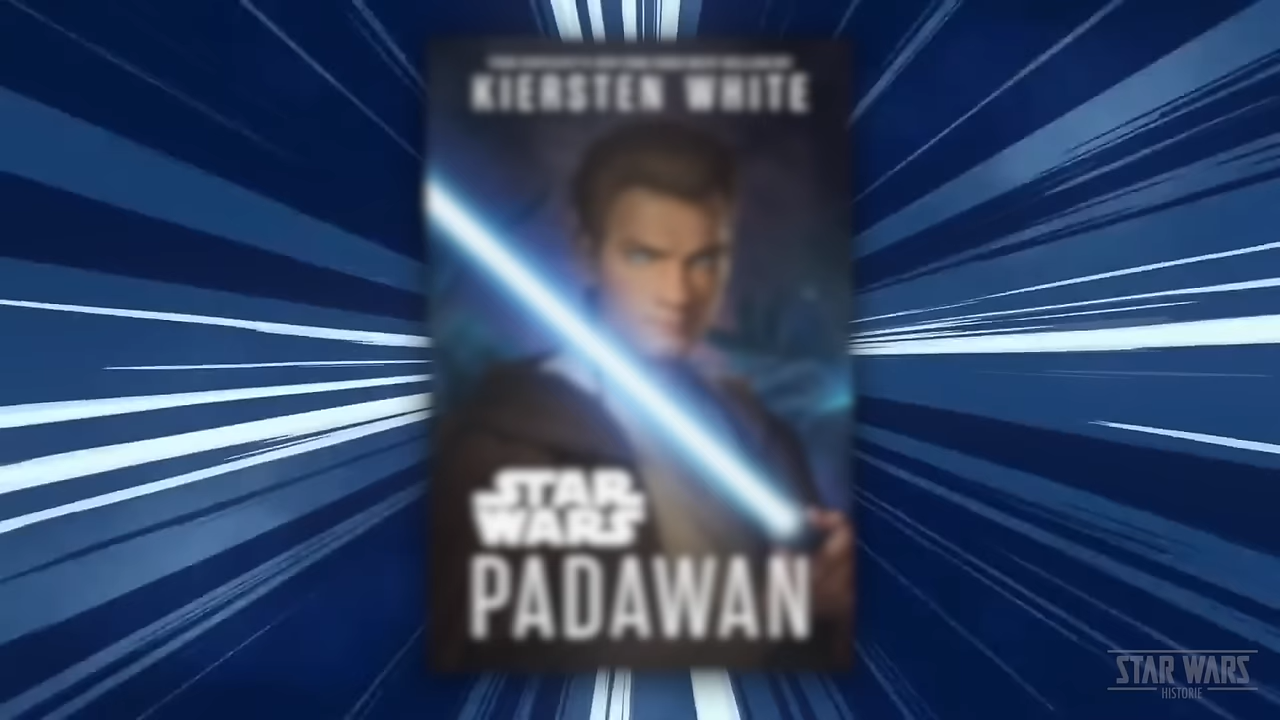 KIERSTEN WHITE
STAR
WARS
PADAWAN
STAR WARS
HISTORIE